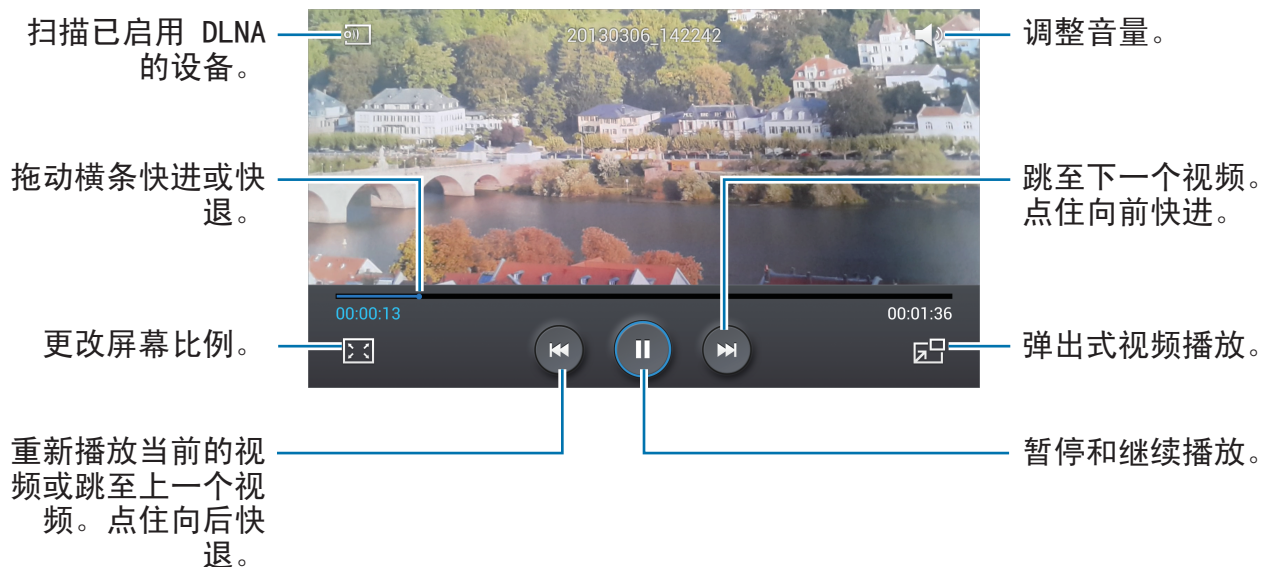 扫描已启用 DLNA
的设备。
20130306_142242
调整音量。
拖动横条快进或快
退。
跳至下一个视频。
点住向前快进。
00:00:13
00:01:36
更改屏幕比例。
弹出式视频播放。
重新播放当前的视
频或跳至上一个视
频。点住向后快
退。
暂停和继续播放。